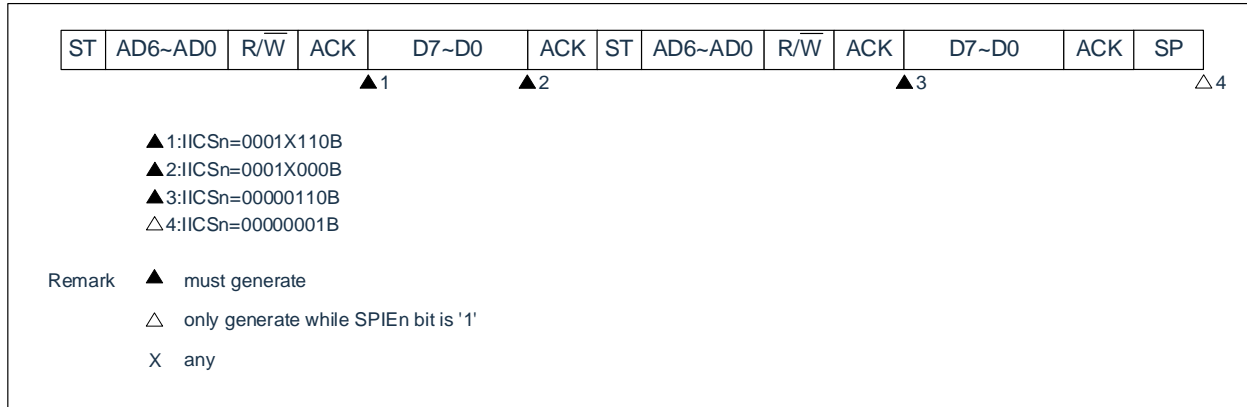 ST AD6~AD0 R/W̅ ACK D7~D0 ACK ST AD6~AD0 R/W̅ ACK D7~D0 ACK SP
▲1 ▲2 ▲3 △4
▲1:IICSn=0001X110B
▲2:IICSn=0001X000B
▲3:IICSn=00000110B
△4:IICSn=00000001B
Remark ▲ must generate
△ only generate while SPIEn bit is '1'
X any